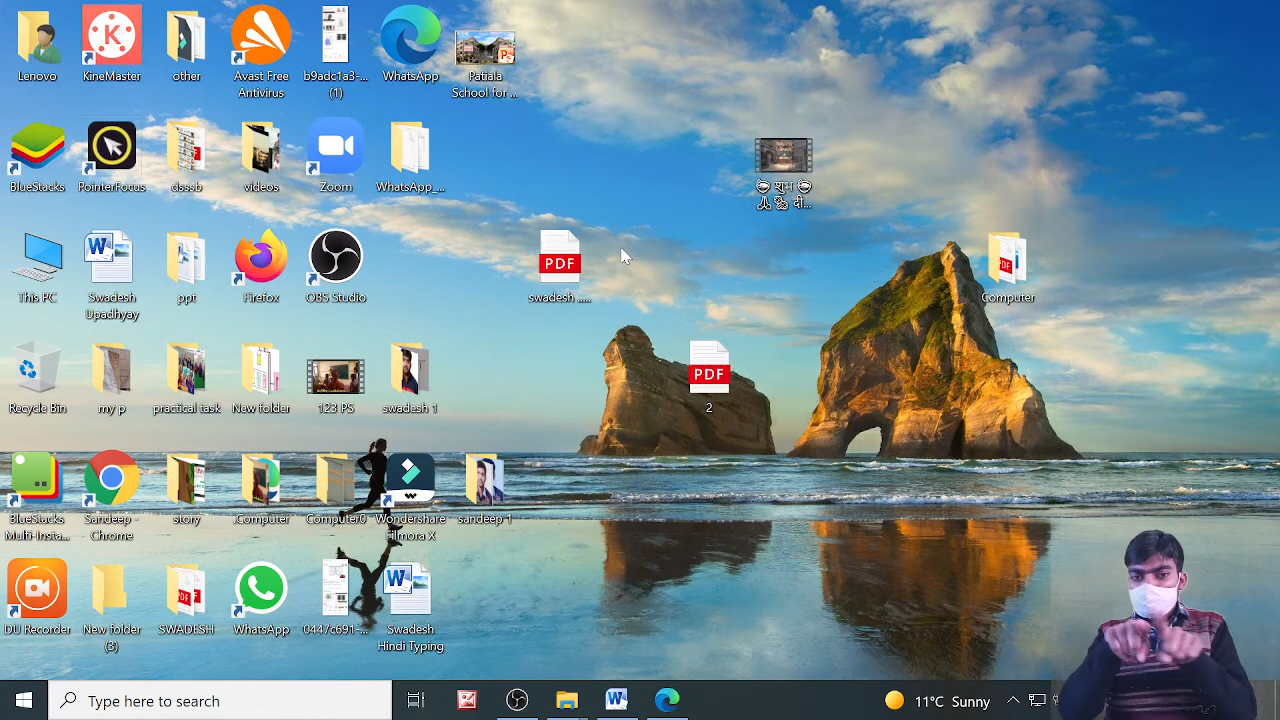 Lenovo
KineMaster
other
Avast Free
Antivirus
b9adc1a3-...
(1)
WhatsApp
Patiala
School for ...
BlueStacks
PointerFocus
dsssb
videos
Zoom
WhatsApp_...
शुभ
दी...
This PC
Swadesh
Upadhyay
ppt
Firefox
OBS Studio
PDF
swadesh .....
PDF
Computer
Recycle Bin
my p
practical task
New folder
123 PS
swadesh 1
PDF
2
BlueStacks
Multi-Insta...
Sandeep -
Chrome
story
.Computer
Computer0
Wondershare
Filmora X
sandeep 1
DU Recorder
New folder
(3)
PDF
SWADESH
WhatsApp
0447c691-...
Swadesh
Hindi Typing
Type here to search
11°C Sunny